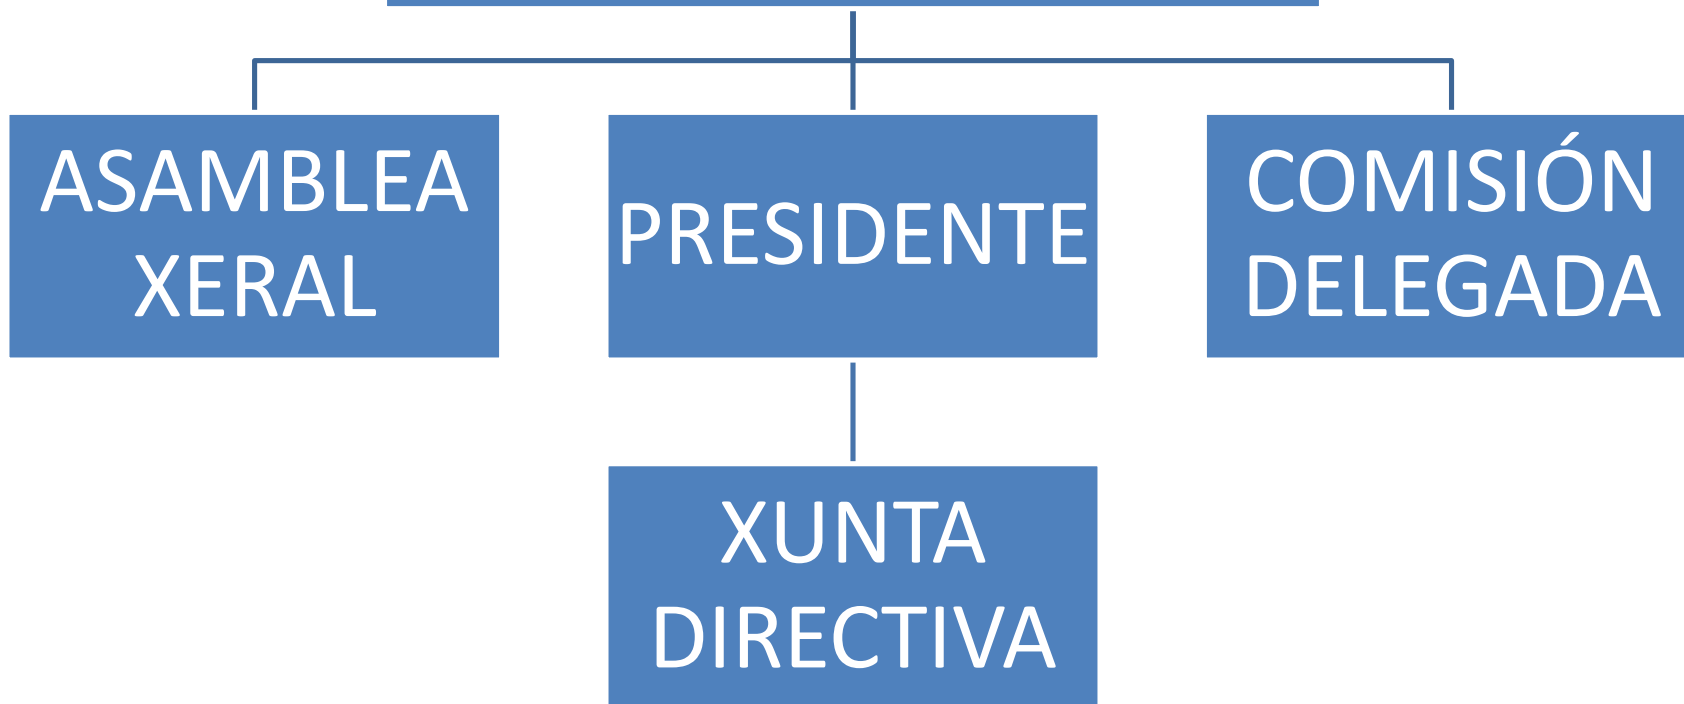 ASAMBLEA
XERAL
PRESIDENTE
COMISIÓN
DELEGADA
XUNTA
DIRECTIVA